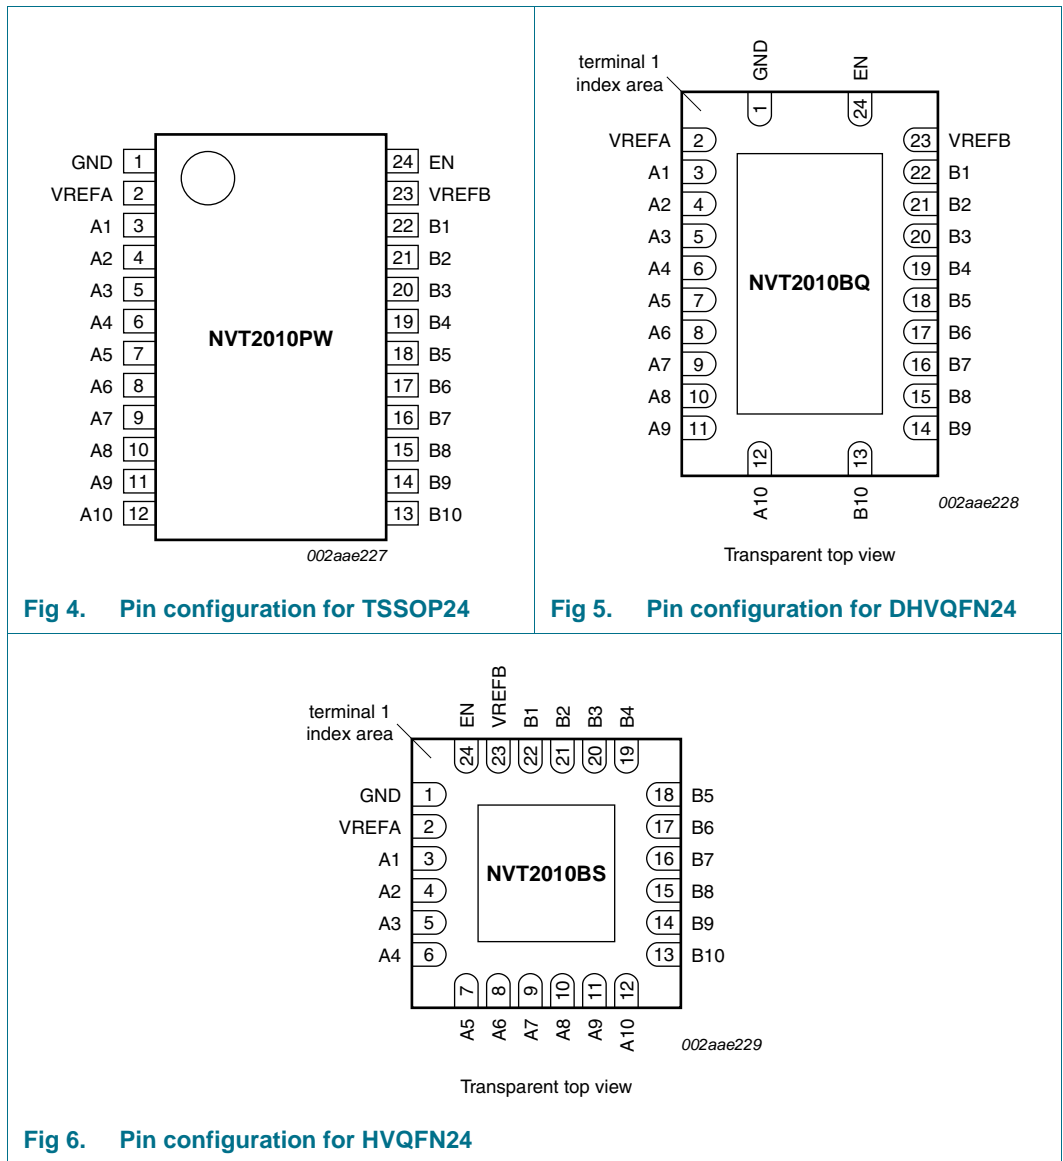 GND 1
VREFA 2
A1 3
A2 4
A3 5
A4 6
A5 7
A6 8
A7 9
A8 10
A9 11
A10 12
NVT2010PW
24 EN
23 VREFB
22 B1
21 B2
20 B3
19 B4
18 B5
17 B6
16 B7
15 B8
14 B9
13 B10
002aae227
Fig 4. Pin configuration for TSSOP24
terminal 1
index area
GND
1
EN
24
VREFA 2
A1 3
A2 4
A3 5
A4 6
A5 7
A6 8
A7 9
A8 10
A9 11
NVT2010BQ
23 VREFB
22 B1
21 B2
20 B3
19 B4
18 B5
17 B6
16 B7
15 B8
14 B9
12
A10
13
B10
002aae228
Transparent top view
Fig 5. Pin configuration for DHVQFN24
terminal 1
index area
EN
VREFB
B1
B2
B3
B4
24
23
22
21
20
19
GND 1
VREFA 2
A1 3
A2 4
A3 5
A4 6
NVT2010BS
18 B5
17 B6
16 B7
15 B8
14 B9
13 B10
7
8
9
10
11
12
A5
A6
A7
A8
A9
A10
002aae229
Transparent top view
Fig 6. Pin configuration for HVQFN24